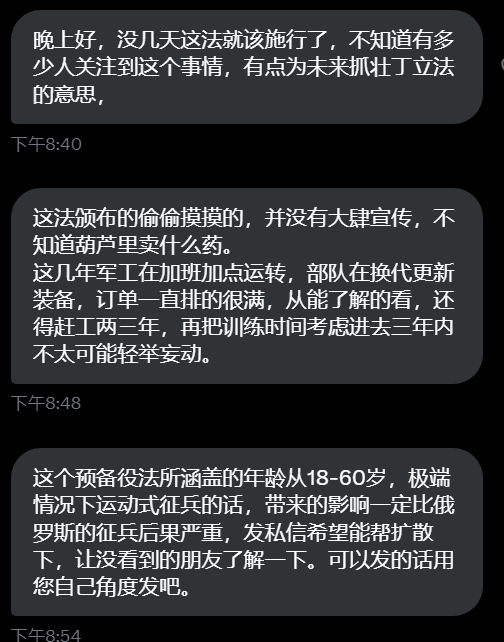 晚上好，没几天这法就该施行了，不知道有多
少人关注到这个事情，有点为未来抓壮丁立法
的意思，
下午8:40
这法颁布的偷偷摸摸的，并没有大肆宣传，不
知道葫芦里卖什么药。
这几年军工在加班加点运转，部队在换代更新
装备，订单一直排的很满，从能了解的看，还
得赶工两三年，再把训练时间考虑进去三年内
不太可能轻举妄动。
下午8:48
这个预备役法所涵盖的年龄从18-60岁，极端
情况下运动式征兵的话，带来的影响一定比俄
罗斯的征兵后果严重，发私信希望能帮扩散
下，让没看到的朋友了解一下。可以发的话用
您自己角度发吧。
下午8:54